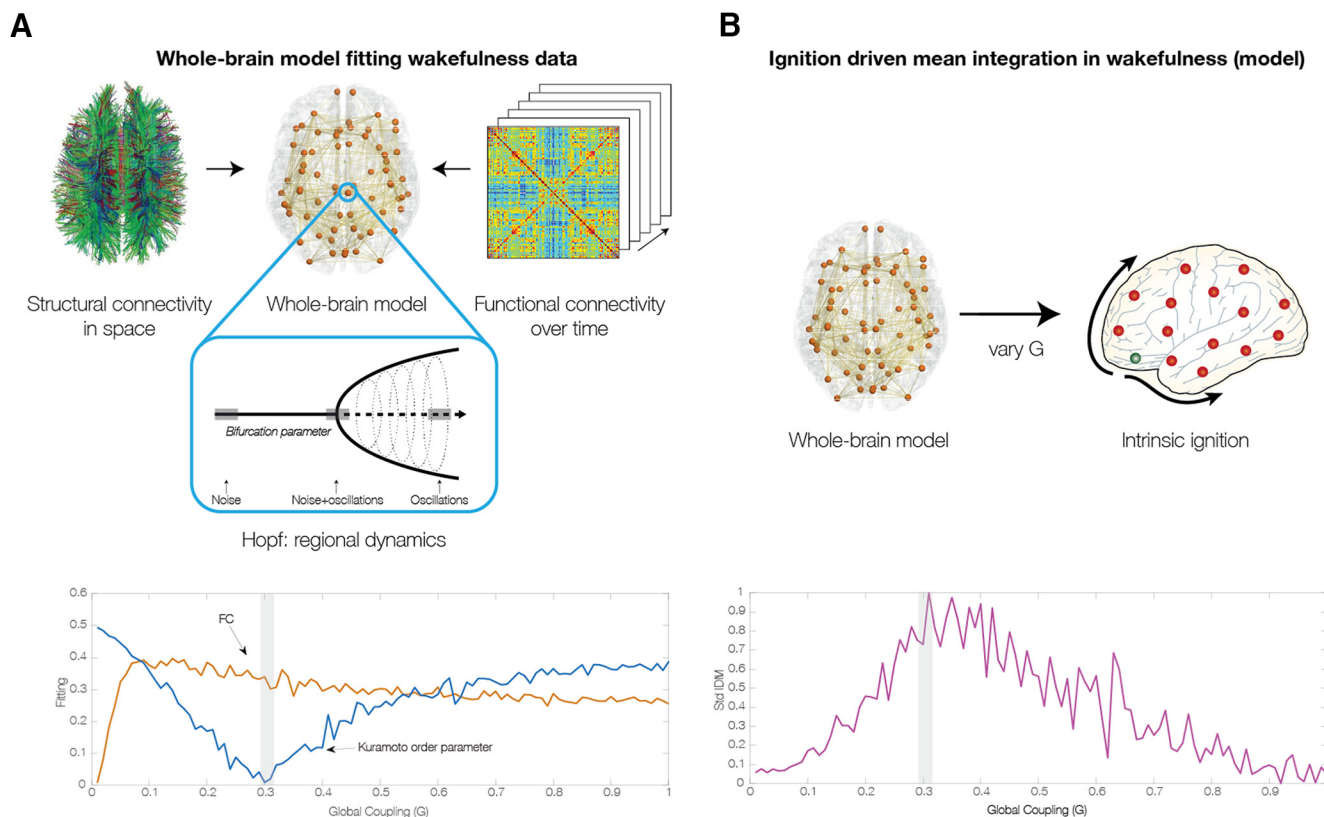 A
Whole-brain model fitting wakefulness data
Structural connectivity
in space
Whole-brain model
Functional connectivity
over time
Bifurcation parameter
Noise
Noise+oscillations
Oscillations
Hopf: regional dynamics
0.6
0.5
0.4
0.3
0.2
0.1
0
Fitting
FC
Kuramoto order parameter
0 0.1 0.2 0.3 0.4 0.5 0.6 0.7 0.8 0.9 1
Global Coupling (G)
B
Ignition driven mean integration in wakefulness (model)
vary G
Whole-brain model
Intrinsic ignition
1
0.9
0.8
0.7
0.6
0.5
0.4
0.3
0.2
0.1
0
Std IDIM
0 0.1 0.2 0.3 0.4 0.5 0.6 0.7 0.8 0.9
Global Coupling (G)